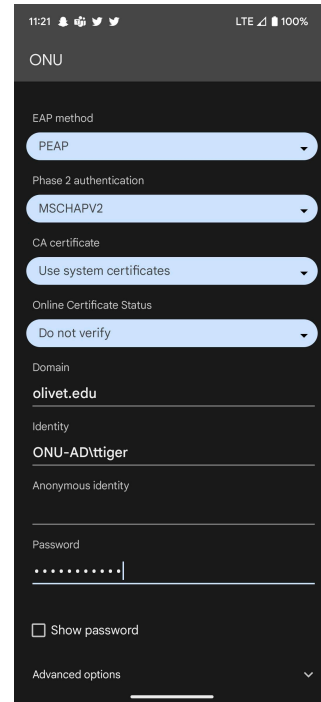 11:21 LTE 100%
ONU
EAP method
PEAP
Phase 2 authentication
MSCHAPV2
CA certificate
Use system certificates
Online Certificate Status
Do not verify
Domain
olivet.edu
Identity
ONU-AD\ttiger
Anonymous identity
Password
•••••••••••
Show password
Advanced options